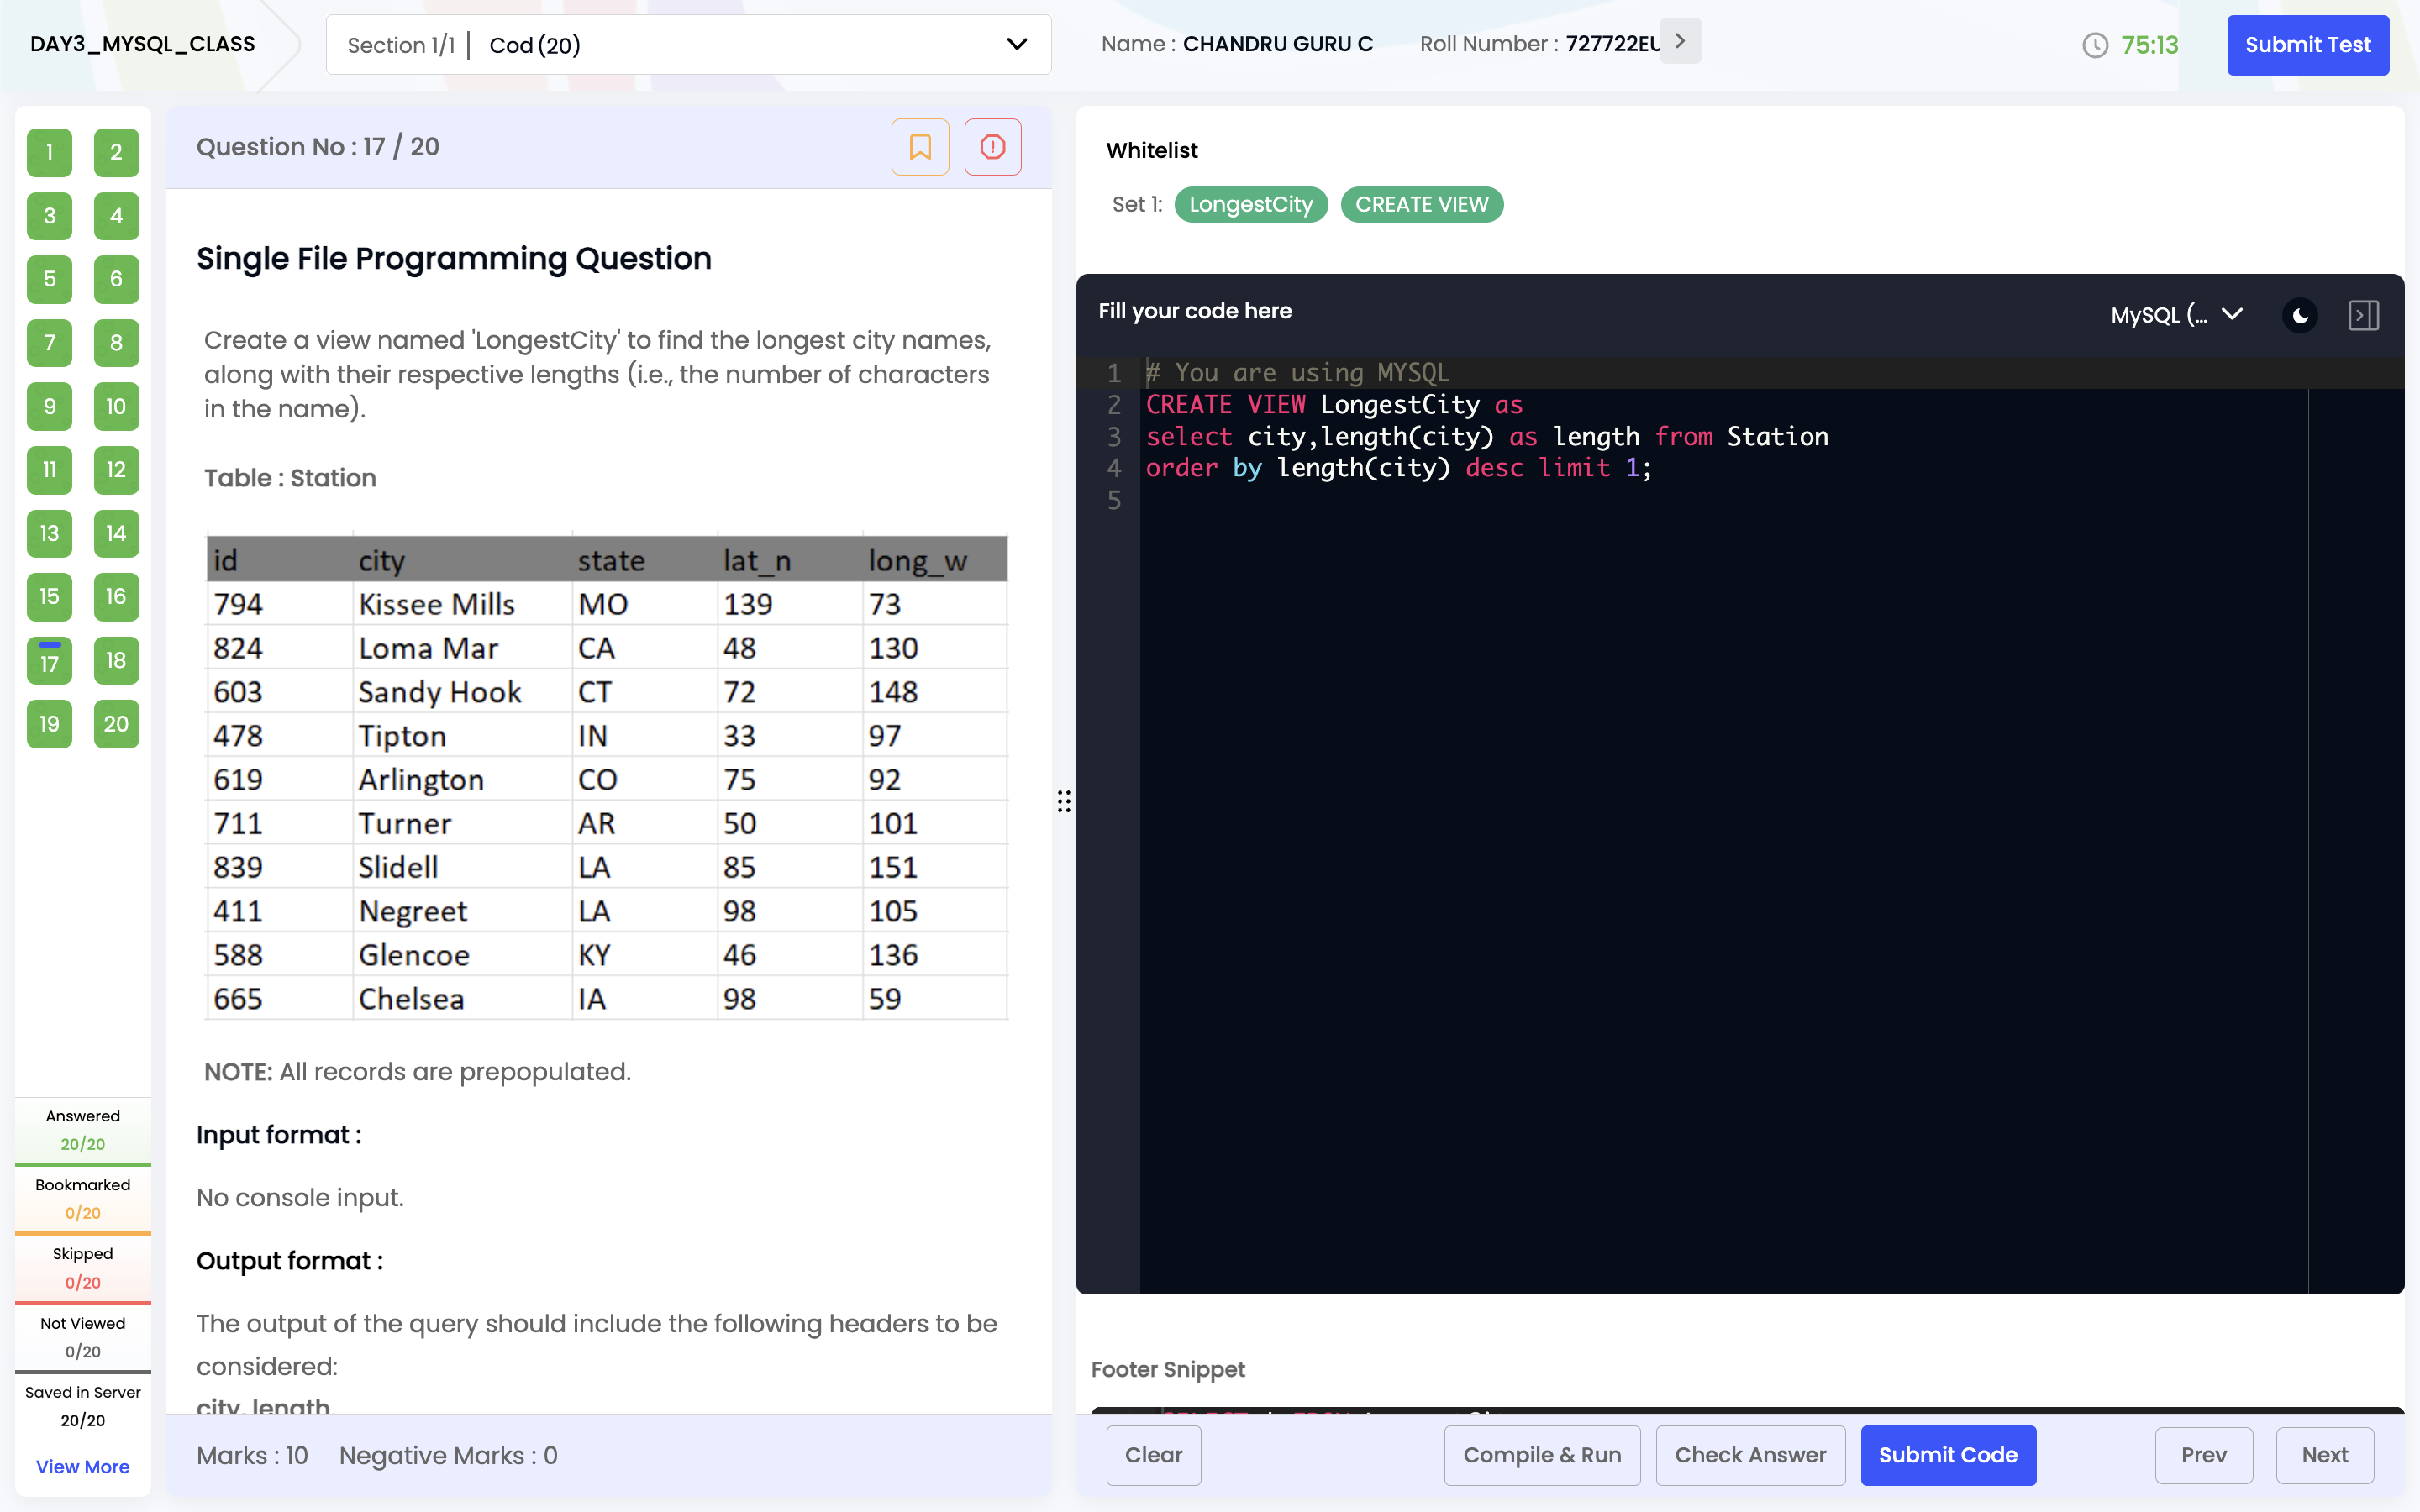 DAY3_MYSQL_CLASS
Section 1/1 | Cod (20)
Name : CHANDRU GURU C
Roll Number : 727722EU
75:13
Submit Test
1 2
3 4
5 6
7 8
9 10
11 12
13 14
15 16
17 18
19 20
Answered
20/20
Bookmarked
0/20
Skipped
0/20
Not Viewed
0/20
Saved in Server
20/20
View More
Question No : 17 / 20
Single File Programming Question
Create a view named 'LongestCity' to find the longest city names,
along with their respective lengths (i.e., the number of characters
in the name).
Table : Station
id city state lat_n long_w
794 Kissee Mills MO 139 73
824 Loma Mar CA 48 130
603 Sandy Hook CT 72 148
478 Tipton IN 33 97
619 Arlington CO 75 92
711 Turner AR 50 101
839 Slidell LA 85 151
411 Negreet LA 98 105
588 Glencoe KY 46 136
665 Chelsea IA 98 59
NOTE: All records are prepopulated.
Input format :
No console input.
Output format :
The output of the query should include the following headers to be
considered:
city, length
Marks : 10 Negative Marks : 0
Whitelist
Set 1: LongestCity CREATE VIEW
Fill your code here
MySQL (...
1 # You are using MYSQL
2 CREATE VIEW LongestCity as
3 select city,length(city) as length from Station
4 order by length(city) desc limit 1;
5
Footer Snippet
Clear
Compile & Run
Check Answer
Submit Code
Prev
Next